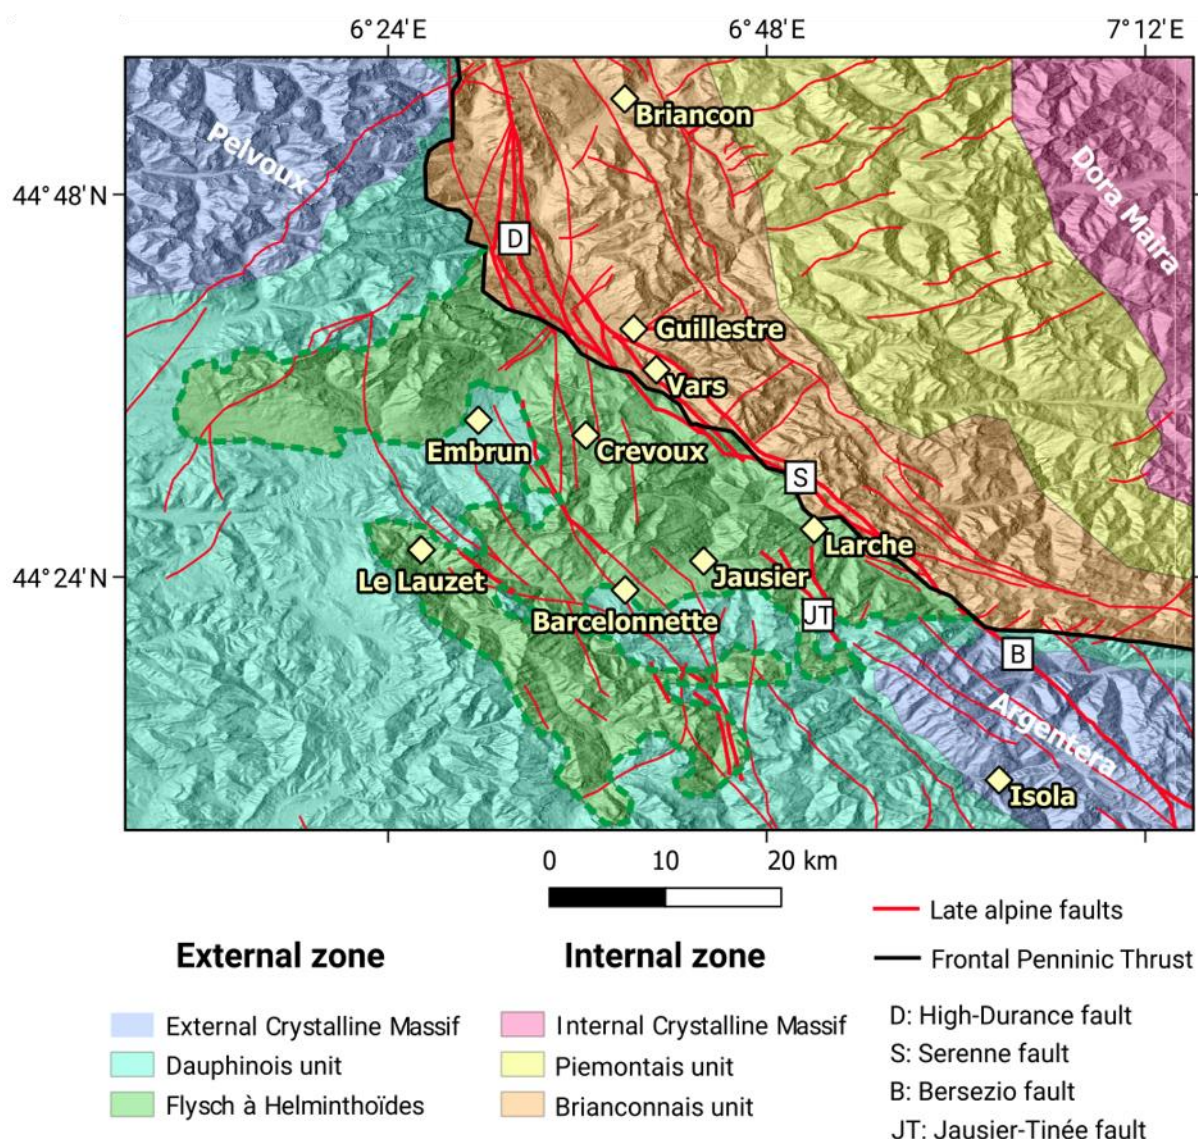 6°24'E 6°48'E 7°12'E
Briancon
Pelvoux
Dora Maira
44°48'N
D
Guillestre
Vars
Embrun
Crevoux
S
Larche
44°24'N
Le Lauzet
Jausier
Barcelonnette
JT
B
Argentera
Isola
0 10 20 km
Late alpine faults
External zone Internal zone
Frontal Penninic Thrust
External Crystalline Massif
Dauphinois unit
Flysch à Helminthoïdes
Internal Crystalline Massif
Piemontais unit
Brianconnais unit
D: High-Durance fault
S: Serenne fault
B: Bersezio fault
JT: Jausier-Tinée fault